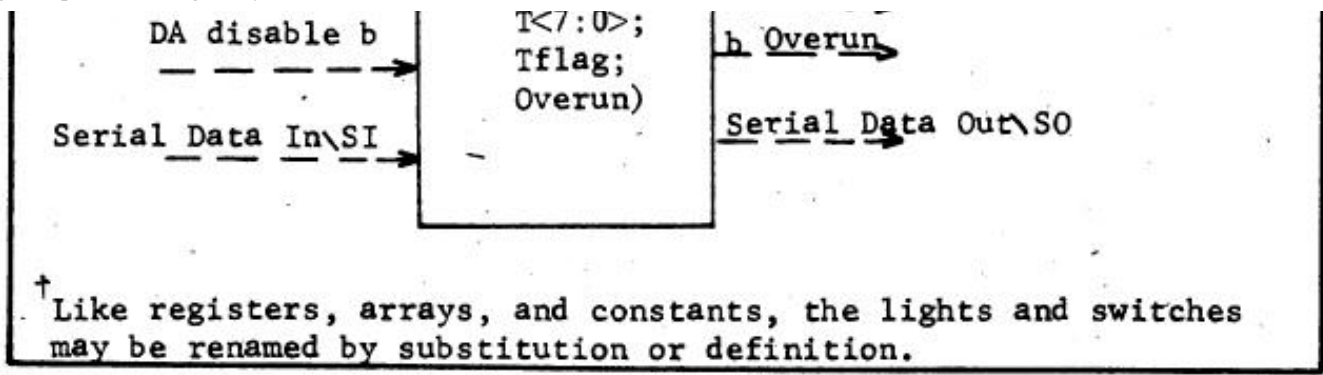 DA disable b
T<7:0>;
Tflag;
Overun)
b Overun
Serial Data In\SI
Serial Data Out\SO
†Like registers, arrays, and constants, the lights and switches
may be renamed by substitution or definition.